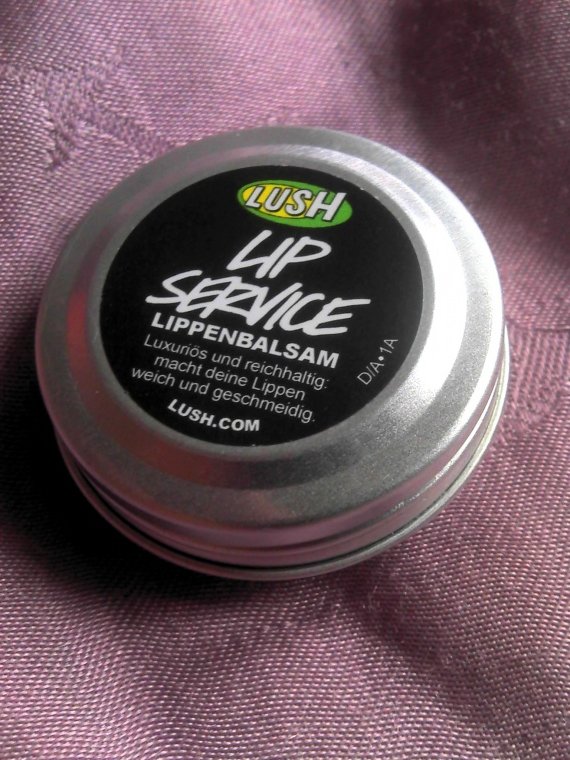 LUSH
LIP
SERVICE
LIPPENBALSAM
Luxuriös und reichhaltig:
macht deine Lippen
weich und geschmeidig.
LUSH.COM
D/A•1A